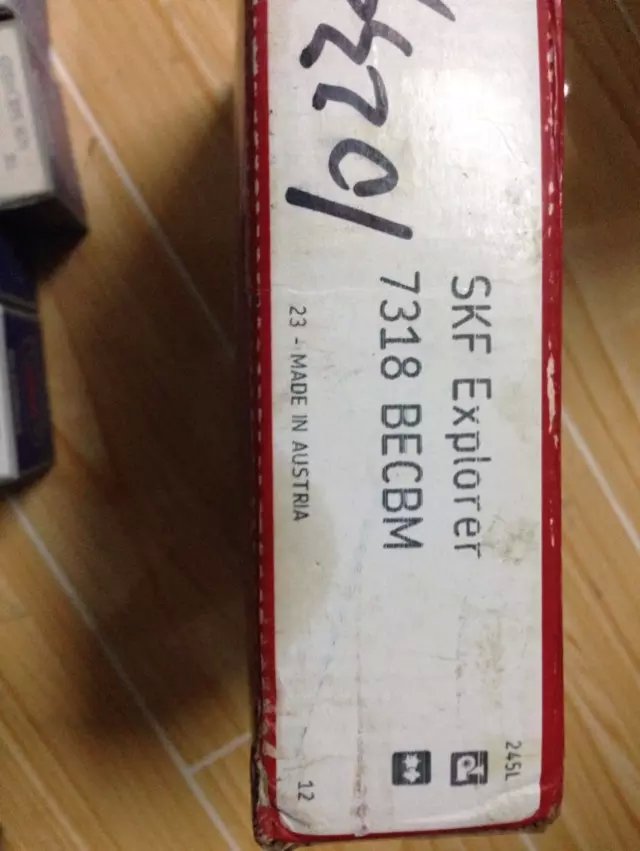 245L
SKF Explorer
7318 BECBM
23 - MADE IN AUSTRIA
12